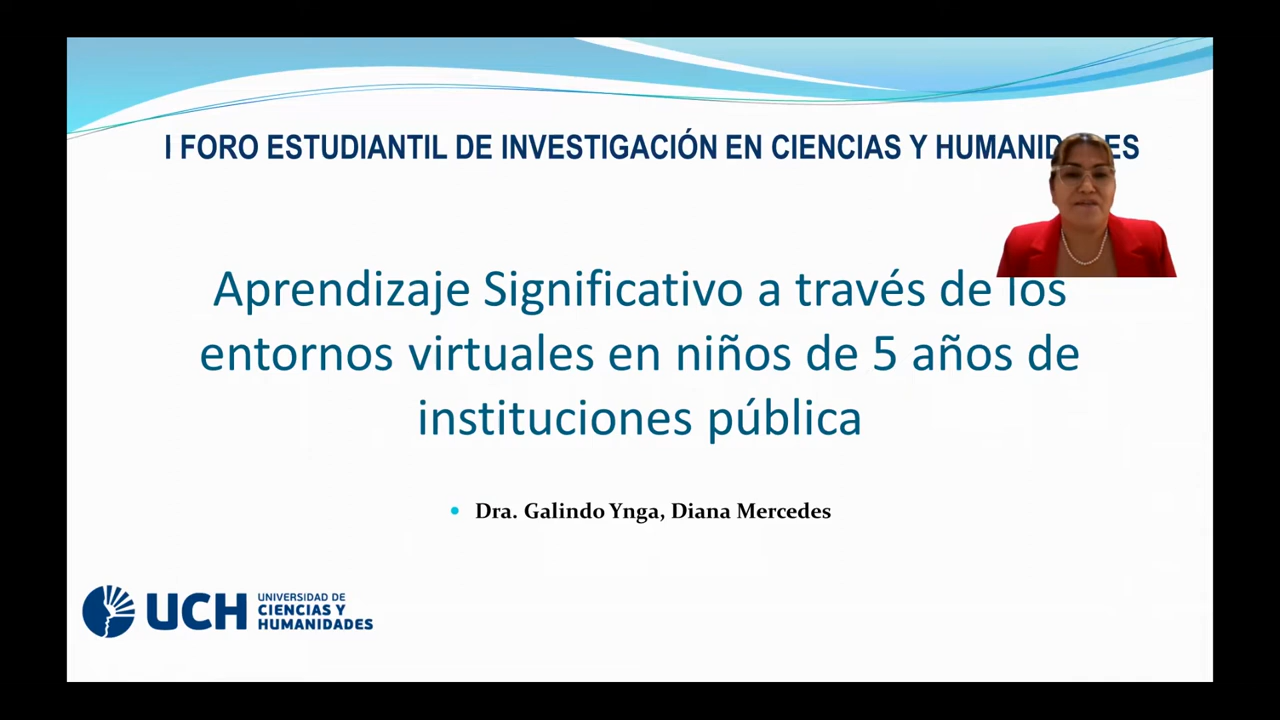 I FORO ESTUDIANTIL DE INVESTIGACIÓN EN CIENCIAS Y
Aprendizaje Significativo a través de los
entornos virtuales en niños de 5 años de
instituciones pública
• Dra. Galindo Ynga, Diana Mercedes
UCH
UNIVERSIDAD DE
CIENCIAS Y
HUMANIDADES